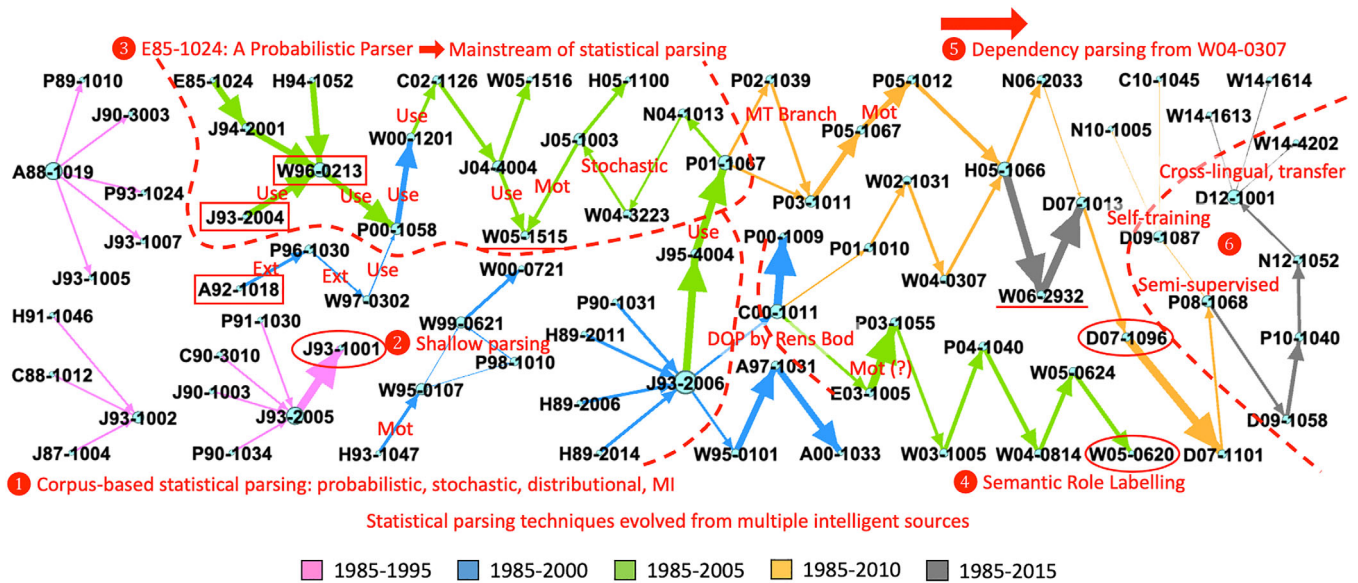 ❸ E85-1024: A Probabilistic Parser ➡ Mainstream of statistical parsing
❺ Dependency parsing from W04-0307
P89-1010 E85-1024 H94-1052 C02-1126 W05-1516 H05-1100 P02-1039 P05-1012 N06-2033 C10-1045 W14-1614
J90-3003 J94-2001 Use W00-1201 J05-1003 N04-1013 MT Branch Mot P05-1067 N10-1005 W14-1613
W14-4202
A88-1019 W96-0213 J04-4004 Stochastic P01-1067 H05-1066 Cross-lingual, transfer
P93-1024 Use Use Use Use Mot W02-1031 D12-1001
J93-2004 W04-3223 P03-1011 D07-1013 Self-training
J93-1007 P00-1058 W05-1515 Use P00-1009 D09-1087 ❻
P96-1030 J95-4004 P01-1010
J93-1005 Ext Ext Use W00-0721 W04-0307 N12-1052
A92-1018 W97-0302 W06-2932 Semi-supervised
H91-1046 P91-1030 W99-0621 P90-1031 C00-1011 P03-1055 P08-1068
C90-3010 J93-1001 ❷ Shallow parsing H89-2011 DOP by Rens Bod P04-1040 D07-1096 P10-1040
C88-1012 P98-1010 A97-1031 Mot (?) W05-0624
J90-1003 W95-0107 J93-2006 E03-1005
J93-1002 J93-2005 Mot H89-2006 D09-1058
J87-1004 P90-1034 H93-1047 H89-2014 W95-0101 A00-1033 W03-1005 W04-0814 W05-0620 D07-1101
❶ Corpus-based statistical parsing: probabilistic, stochastic, distributional, MI
❹ Semantic Role Labelling
Statistical parsing techniques evolved from multiple intelligent sources
1985-1995 1985-2000 1985-2005 1985-2010 1985-2015